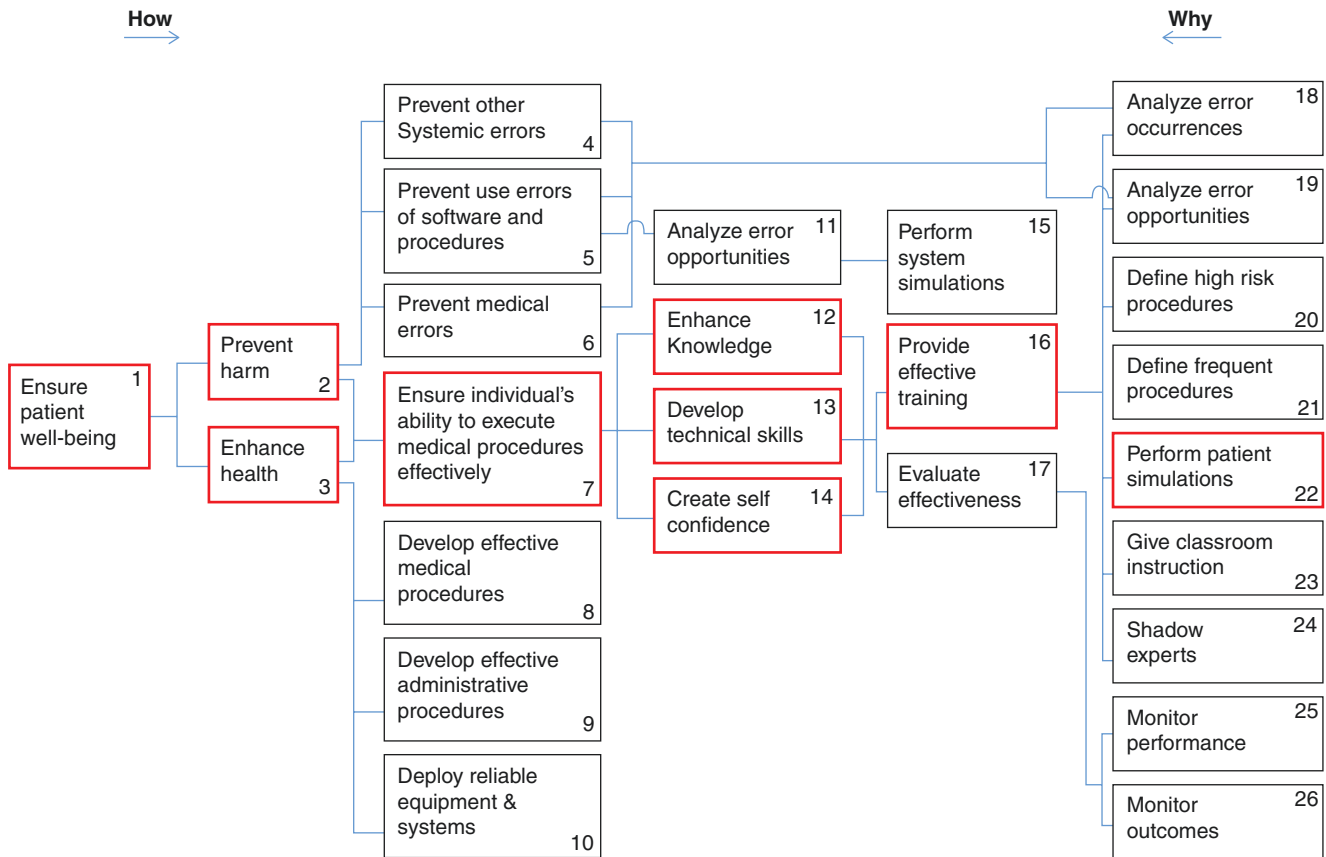 How
Why
Ensure
patient
well-being
1
Prevent
harm
2
Enhance
health
3
Prevent other
Systemic errors
4
Prevent use errors
of software and
procedures
5
Prevent medical
errors
6
Ensure individual's
ability to execute
medical procedures
effectively
7
Develop effective
medical
procedures
8
Develop effective
administrative
procedures
9
Deploy reliable
equipment &
systems
10
Analyze error
opportunities
11
Enhance
Knowledge
12
Develop
technical skills
13
Create self
confidence
14
Perform
system
simulations
15
Provide
effective
training
16
Evaluate
effectiveness
17
Analyze error
occurrences
18
Analyze error
opportunities
19
Define high risk
procedures
20
Define frequent
procedures
21
Perform patient
simulations
22
Give classroom
instruction
23
Shadow
experts
24
Monitor
performance
25
Monitor
outcomes
26